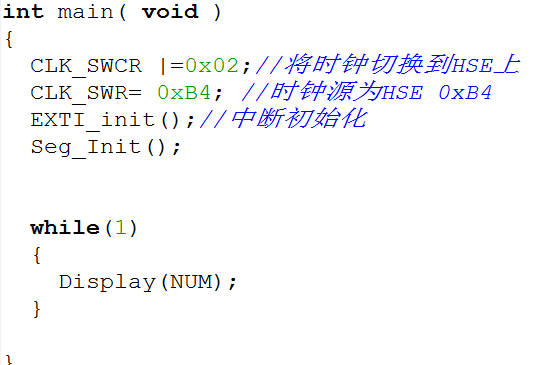 int main( void )
{
CLK_SWCR |=0x02;//将时钟切换到HSE上
CLK_SWR= 0xB4; //时钟源为HSE 0xB4
EXTI_init();//中断初始化
Seg_Init();
while(1)
{
Display(NUM);
}
}